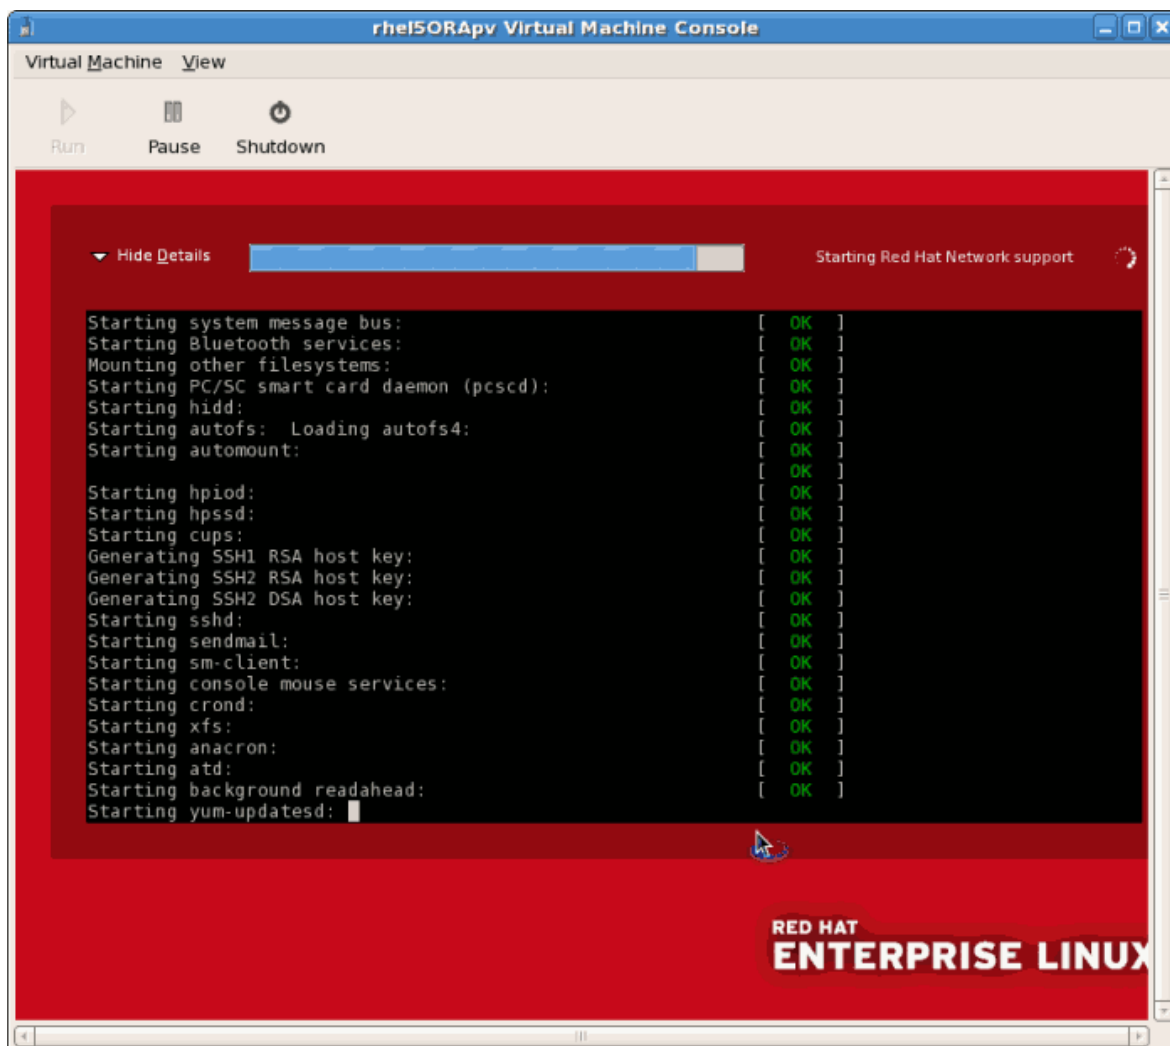 rhel5ORApv Virtual Machine Console
Virtual Machine View
Run Pause Shutdown
Hide Details Starting Red Hat Network support
Starting system message bus: [ OK ]
Starting Bluetooth services: [ OK ]
Mounting other filesystems: [ OK ]
Starting PC/SC smart card daemon (pcscd): [ OK ]
Starting hidd: [ OK ]
Starting autofs: Loading autofs4: [ OK ]
Starting automount: [ OK ]
[ OK ]
Starting hpiod: [ OK ]
Starting hpssd: [ OK ]
Starting cups: [ OK ]
Generating SSH1 RSA host key: [ OK ]
Generating SSH2 RSA host key: [ OK ]
Generating SSH2 DSA host key: [ OK ]
Starting sshd: [ OK ]
Starting sendmail: [ OK ]
Starting sm-client: [ OK ]
Starting console mouse services: [ OK ]
Starting crond: [ OK ]
Starting xfs: [ OK ]
Starting anacron: [ OK ]
Starting atd: [ OK ]
Starting background readahead: [ OK ]
Starting yum-updatesd:
RED HAT
ENTERPRISE LINUX